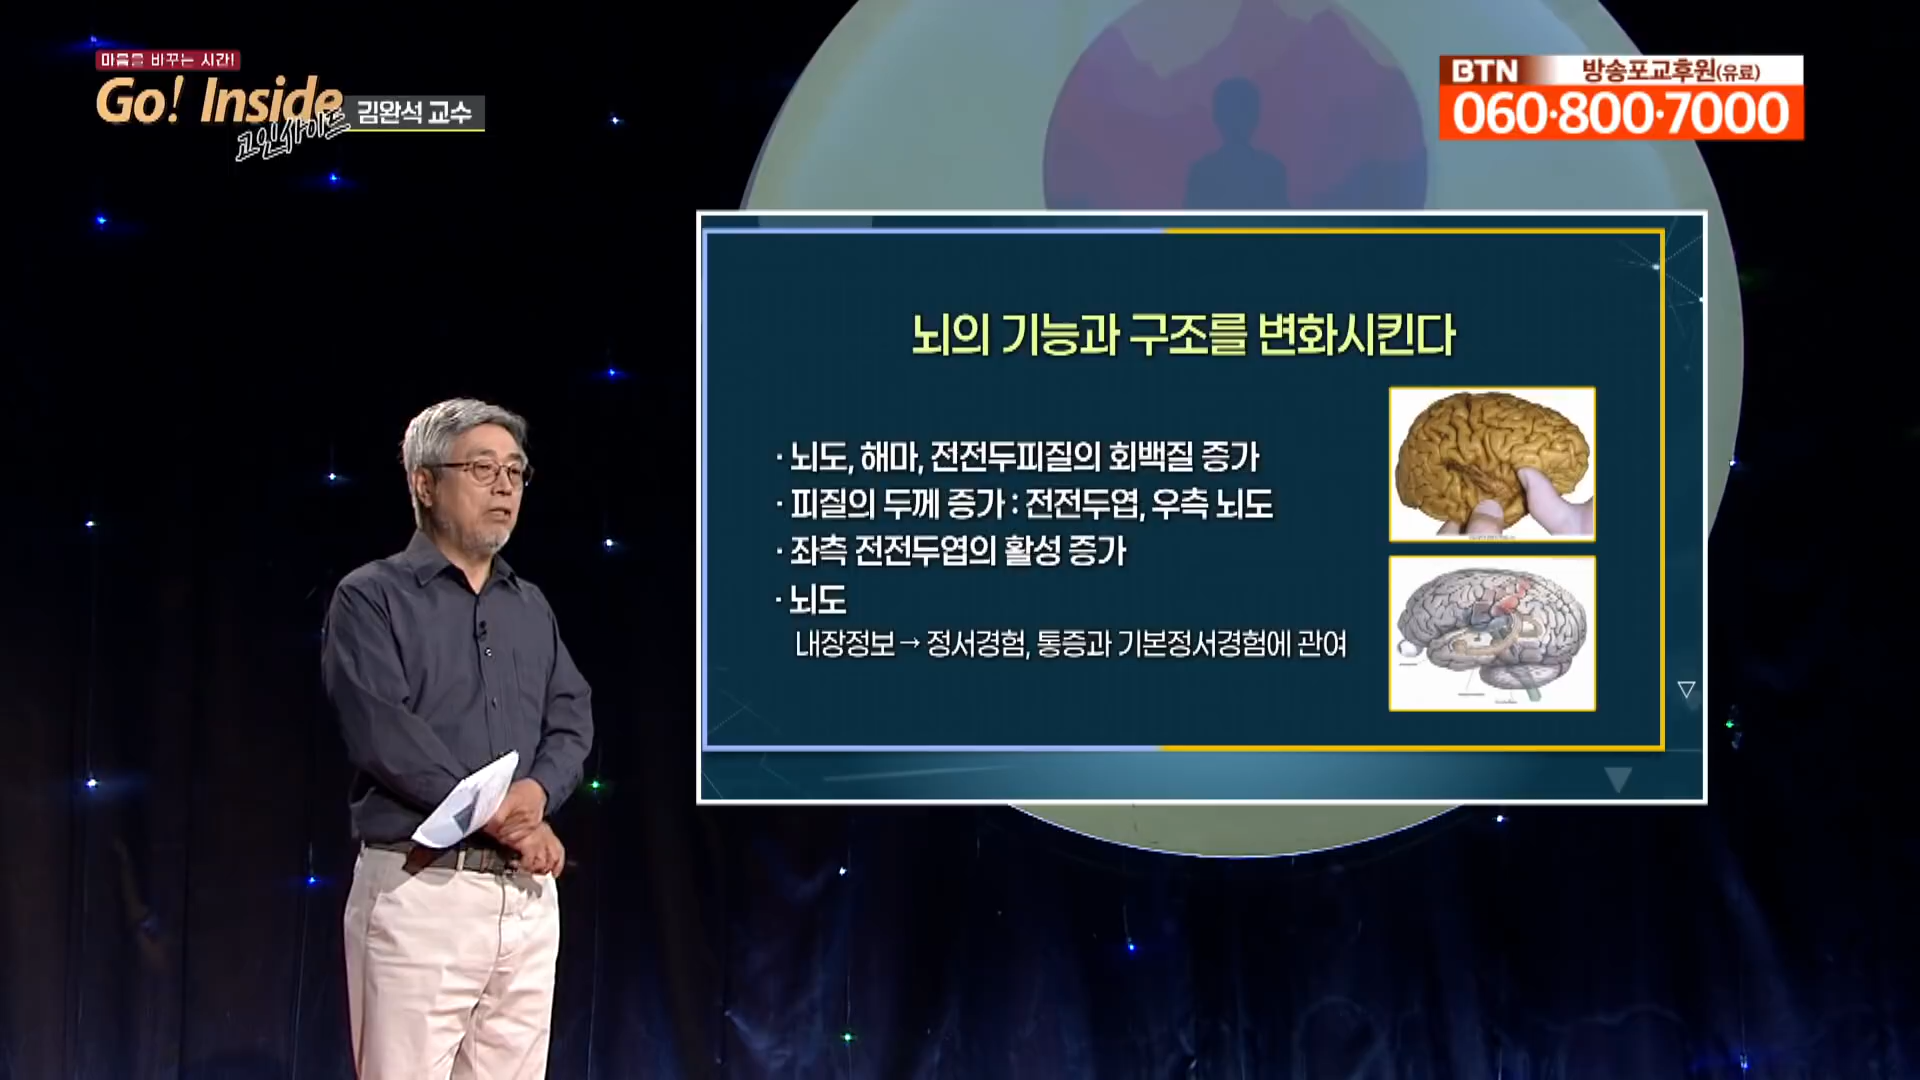 마음을 바꾸는 시간!
Go! Inside
고인사이드
김완석 교수
BTN 방송포교후원(유료)
060·800·7000
뇌의 기능과 구조를 변화시킨다
· 뇌도, 해마, 전전두피질의 회백질 증가
· 피질의 두께 증가 : 전전두엽, 우측 뇌도
· 좌측 전전두엽의 활성 증가
· 뇌도
내장정보 → 정서경험, 통증과 기본정서경험에 관여